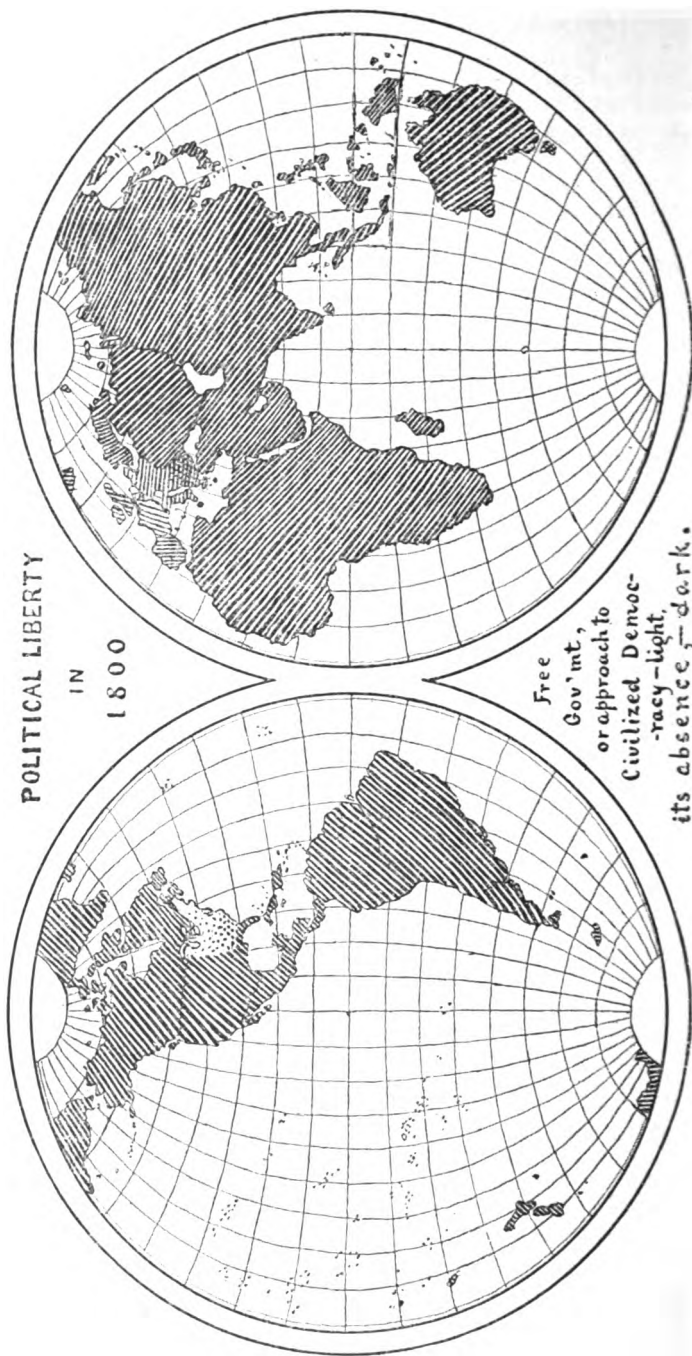 POLITICAL LIBERTY
IN
1800
Free
Gov'mt,
or approach to
Civilized Democ-
-racy-light,
its absence,-dark.